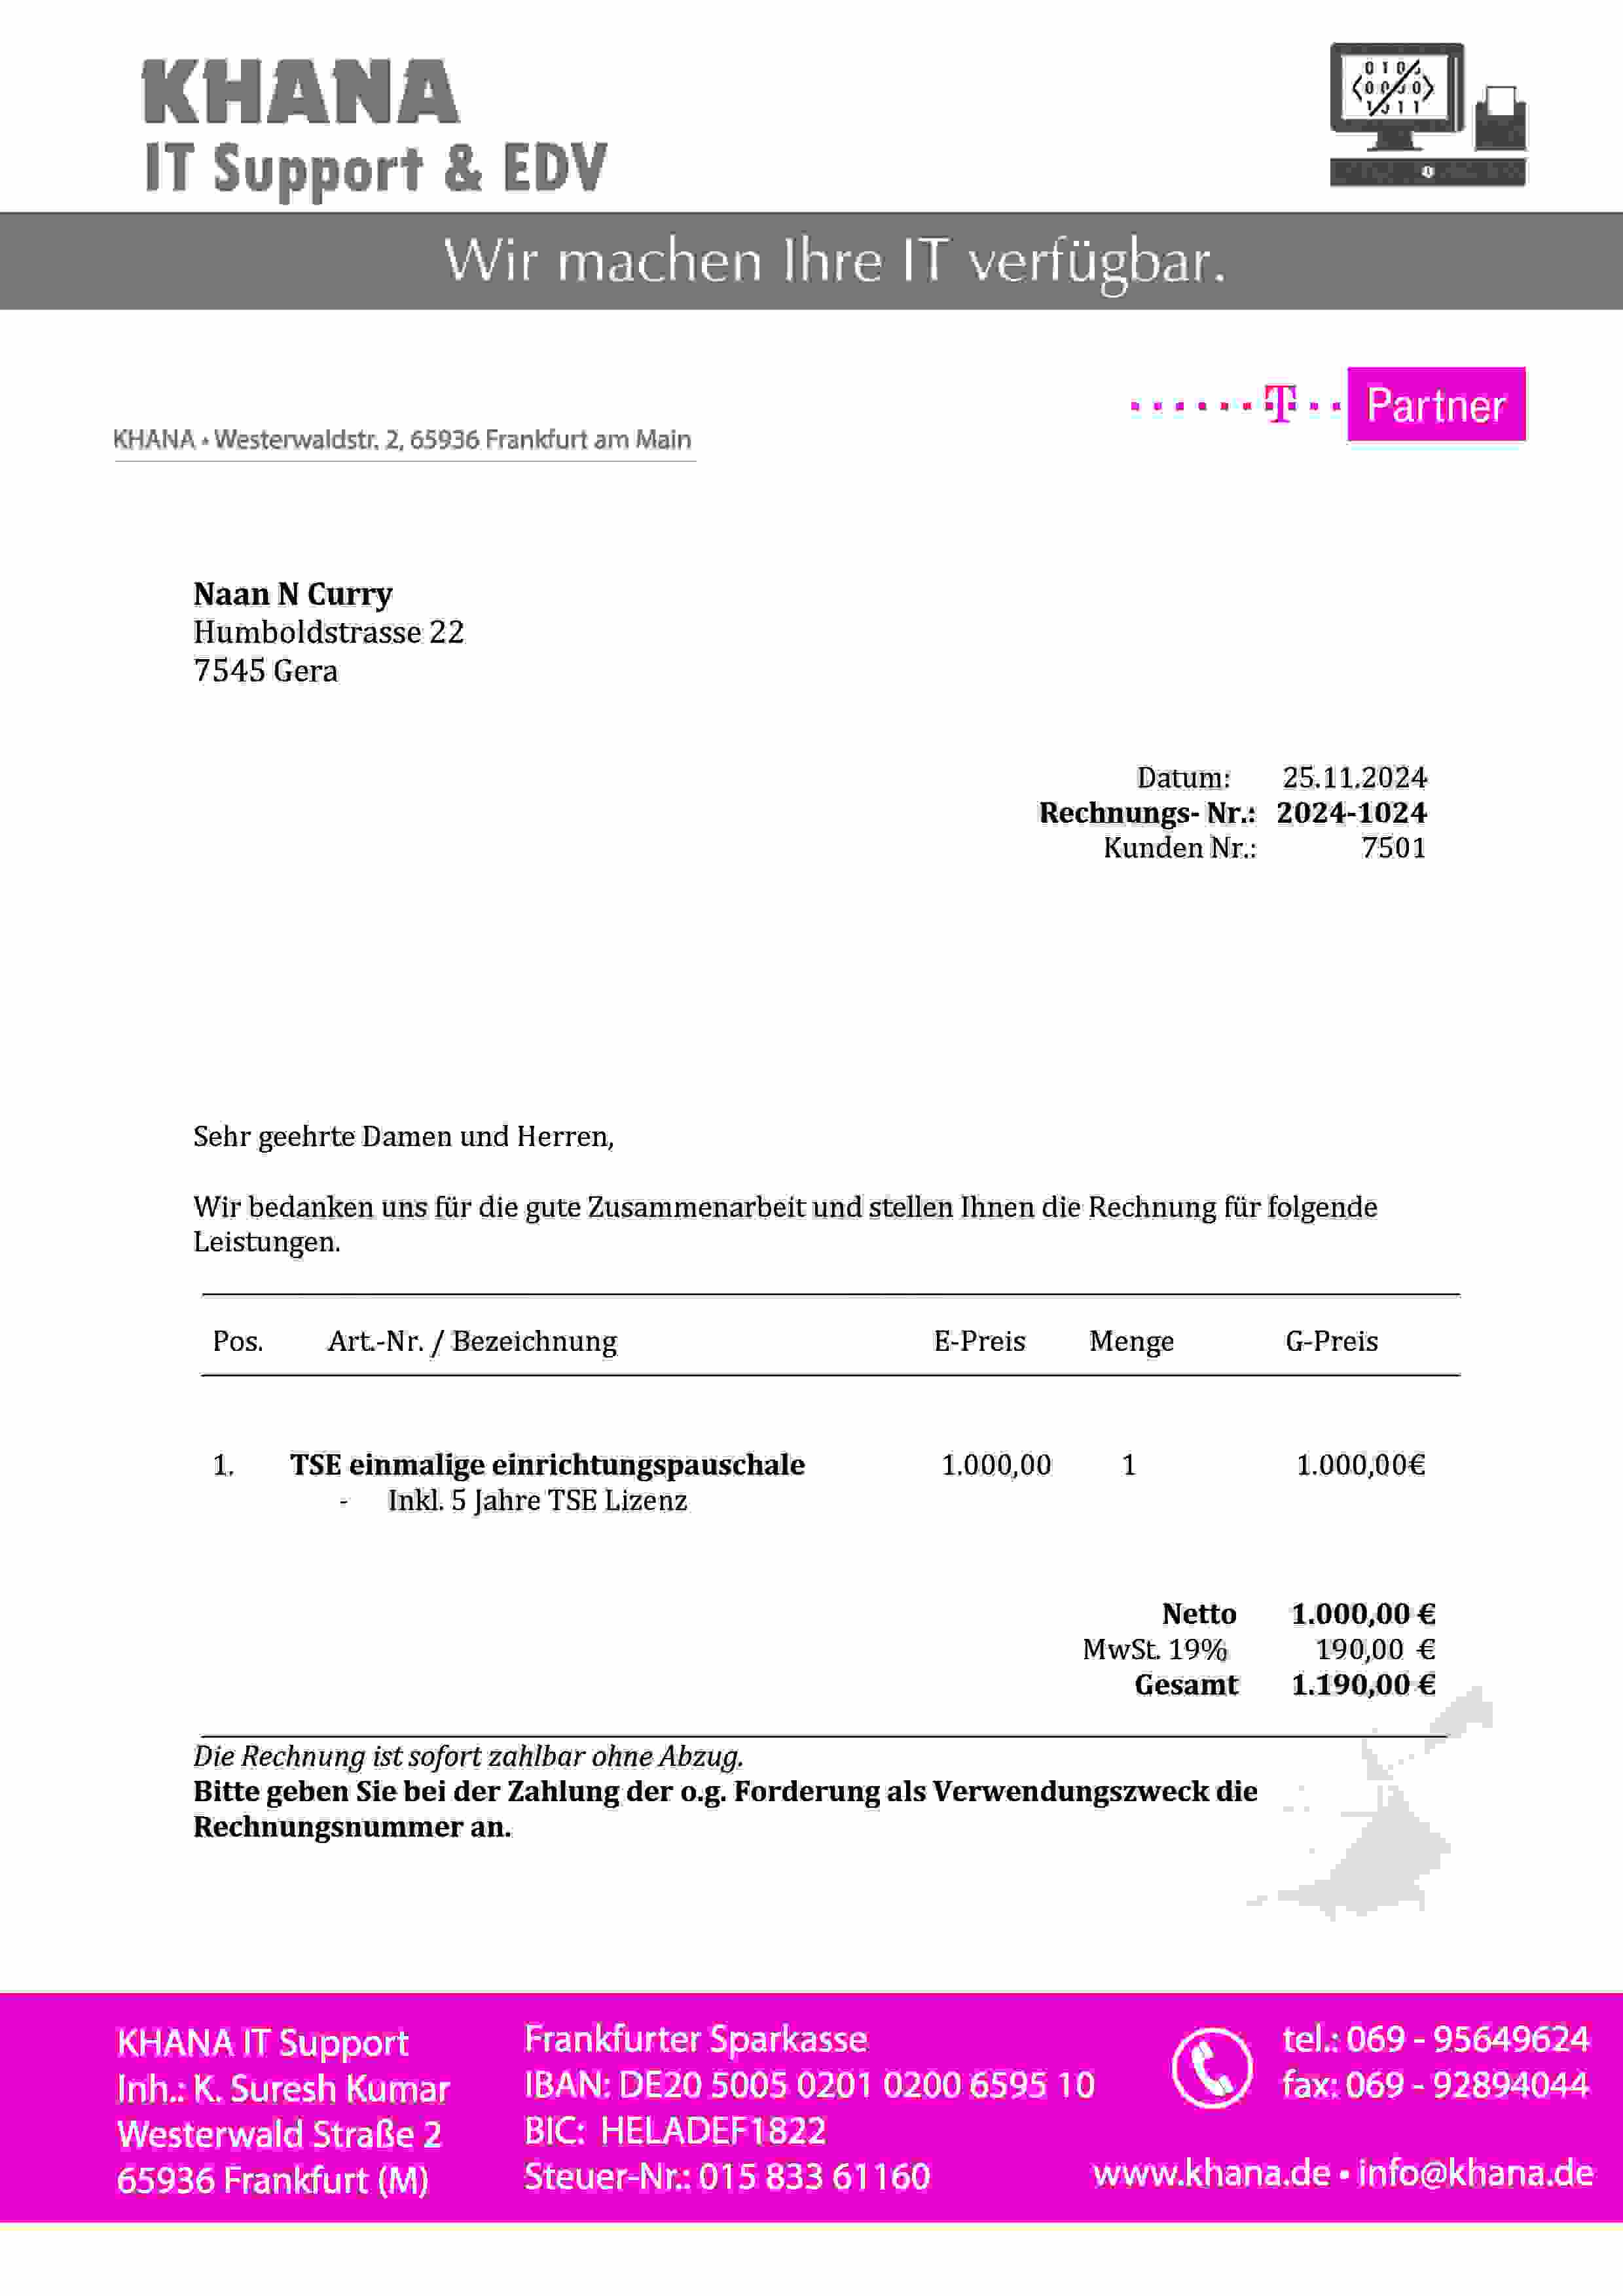 KHANA
IT Support & EDV
Wir machen Ihre IT verfügbar.
T Partner
KHANA • Westerwaldstr. 2, 65936 Frankfurt am Main
Naan N Curry
Humboldstrasse 22
7545 Gera
Datum: 25.11.2024
Rechnungs- Nr.: 2024-1024
Kunden Nr.: 7501
Sehr geehrte Damen und Herren,
Wir bedanken uns für die gute Zusammenarbeit und stellen Ihnen die Rechnung für folgende
Leistungen.
Pos. Art.-Nr. / Bezeichnung E-Preis Menge G-Preis
1. TSE einmalige einrichtungspauschale 1.000,00 1 1.000,00€
- Inkl. 5 Jahre TSE Lizenz
Netto 1.000,00 €
MwSt. 19% 190,00 €
Gesamt 1.190,00 €
Die Rechnung ist sofort zahlbar ohne Abzug.
Bitte geben Sie bei der Zahlung der o.g. Forderung als Verwendungszweck die
Rechnungsnummer an.
KHANA IT Support
Inh.: K. Suresh Kumar
Westerwald Straße 2
65936 Frankfurt (M)
Frankfurter Sparkasse
IBAN: DE20 5005 0201 0200 6595 10
BIC: HELADEF1822
Steuer-Nr.: 015 833 61160
tel.: 069 - 95649624
fax: 069 - 92894044
www.khana.de • info@khana.de